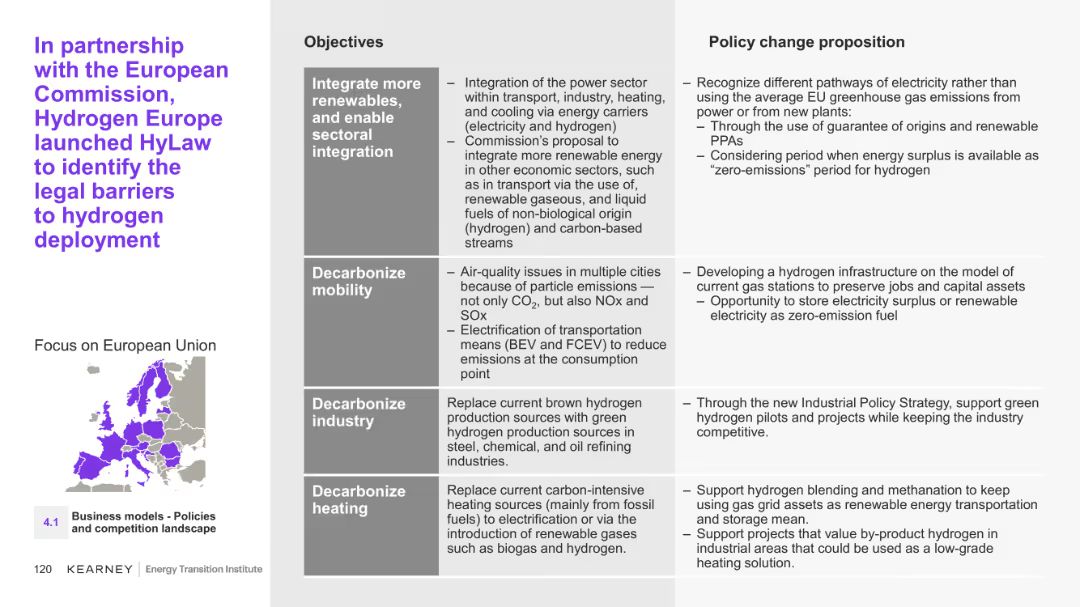 In partnership
with the European
Commission,
Hydrogen Europe
launched HyLaw
to identify the
legal barriers
to hydrogen
deployment
Focus on European Union
4.1
Business models - Policies
and competition landscape
120 KEARNEY Energy Transition Institute
Objectives
Policy change proposition
Integrate more
renewables,
and enable
sectoral
integration
– Integration of the power sector
within transport, industry, heating,
and cooling via energy carriers
(electricity and hydrogen)
– Commission’s proposal to
integrate more renewable energy
in other economic sectors, such
as in transport via the use of,
renewable gaseous, and liquid
fuels of non-biological origin
(hydrogen) and carbon-based
streams
– Recognize different pathways of electricity rather than
using the average EU greenhouse gas emissions from
power or from new plants:
– Through the use of guarantee of origins and renewable
PPAs
– Considering period when energy surplus is available as
“zero-emissions” period for hydrogen
Decarbonize
mobility
– Air-quality issues in multiple cities
because of particle emissions —
not only CO2, but also NOx and
SOx
– Electrification of transportation
means (BEV and FCEV) to reduce
emissions at the consumption
point
– Developing a hydrogen infrastructure on the model of
current gas stations to preserve jobs and capital assets
– Opportunity to store electricity surplus or renewable
electricity as zero-emission fuel
Decarbonize
industry
Replace current brown hydrogen
production sources with green
hydrogen production sources in
steel, chemical, and oil refining
industries.
– Through the new Industrial Policy Strategy, support green
hydrogen pilots and projects while keeping the industry
competitive.
Decarbonize
heating
Replace current carbon-intensive
heating sources (mainly from fossil
fuels) to electrification or via the
introduction of renewable gases
such as biogas and hydrogen.
– Support hydrogen blending and methanation to keep
using gas grid assets as renewable energy transportation
and storage mean.
– Support projects that value by-product hydrogen in
industrial areas that could be used as a low-grade
heating solution.